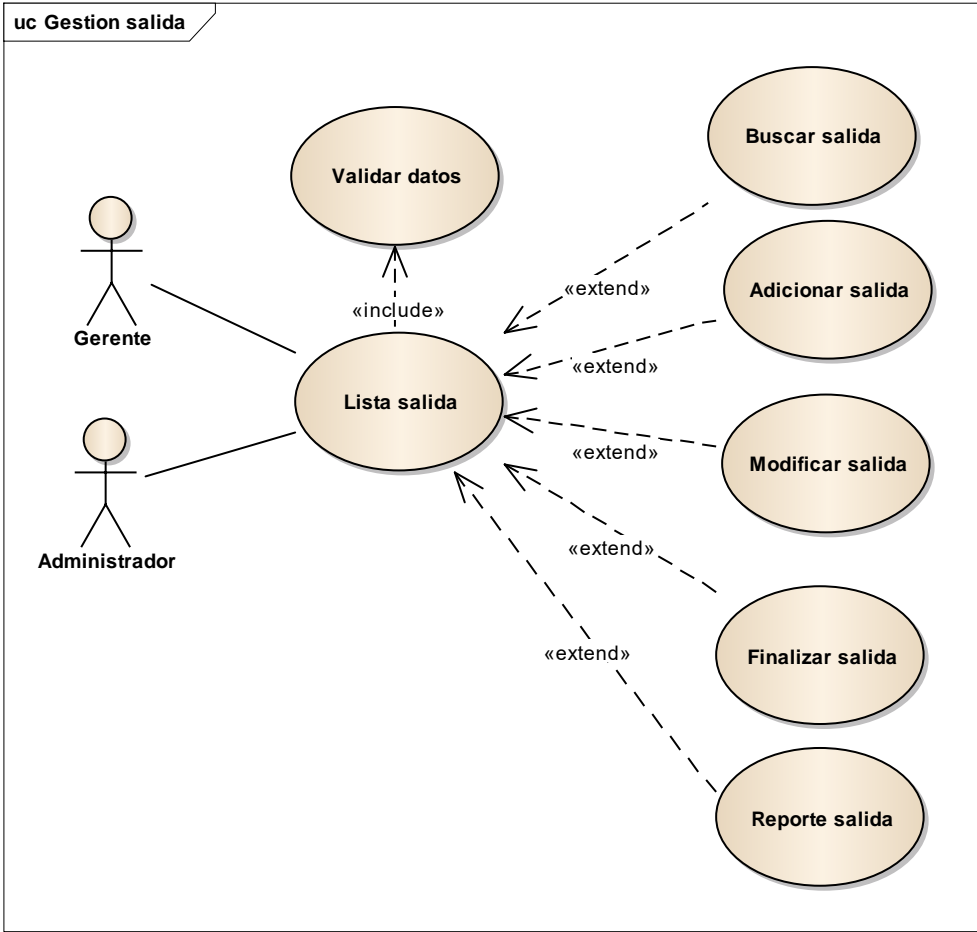 uc Gestion salida
Buscar salida
Validar datos
Adicionar salida
«extend»
«include»
Gerente
«extend»
Lista salida
«extend»
Modificar salida
«extend»
Administrador
«extend»
Finalizar salida
Reporte salida